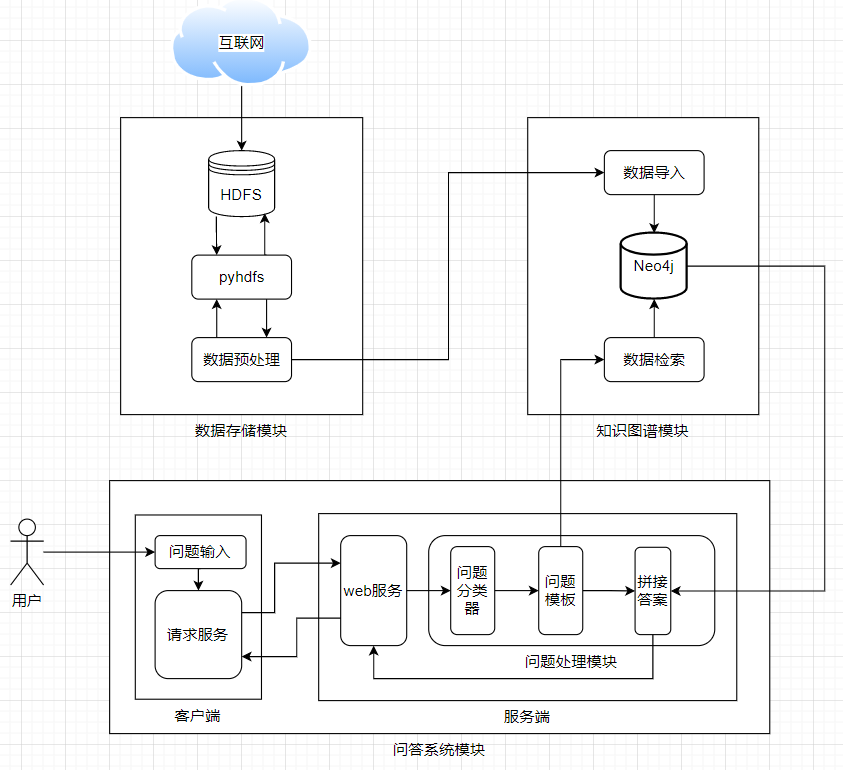 互联网
HDFS
pyhdfs
数据预处理
数据存储模块
数据导入
Neo4j
数据检索
知识图谱模块
用户
问题输入
请求服务
客户端
web服务
问题
分类
器
问题
模板
拼接
答案
问题处理模块
服务端
问答系统模块